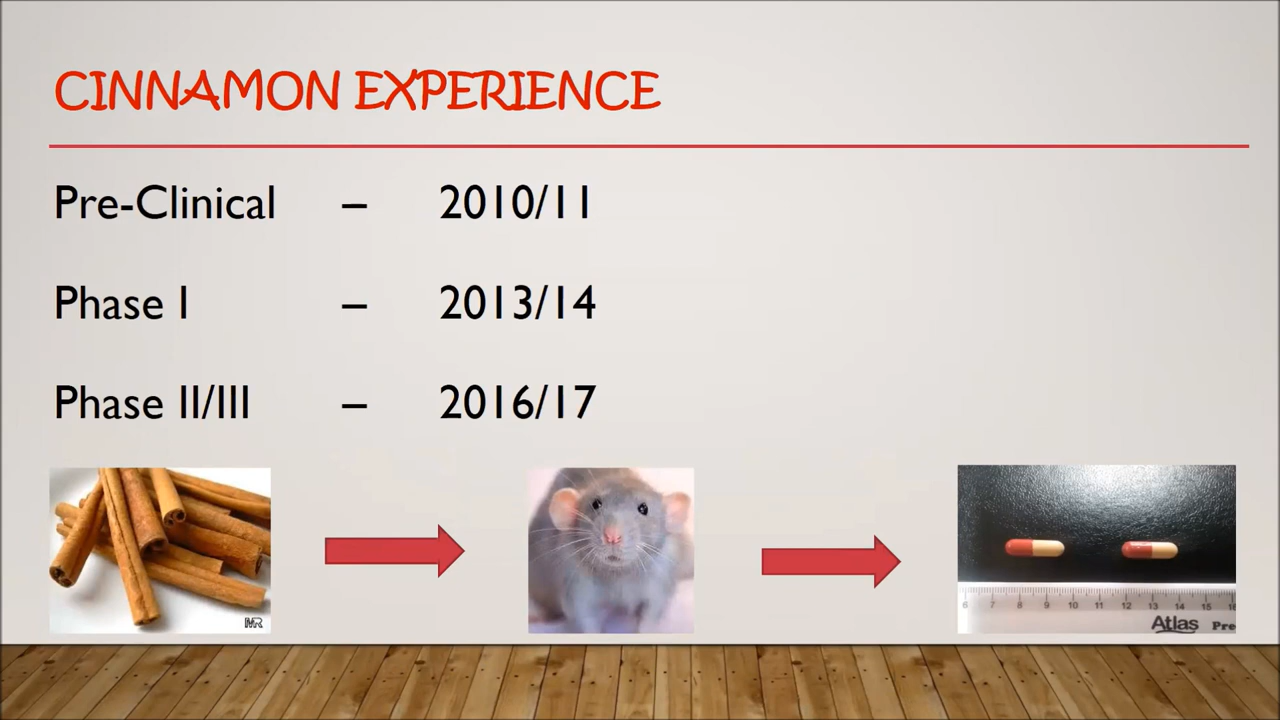 CINNAMON EXPERIENCE
Pre-Clinical – 2010/11
Phase I – 2013/14
Phase II/III – 2016/17
MR
6 7 8 9 10 11 12 13 14 15
Atlas Pre